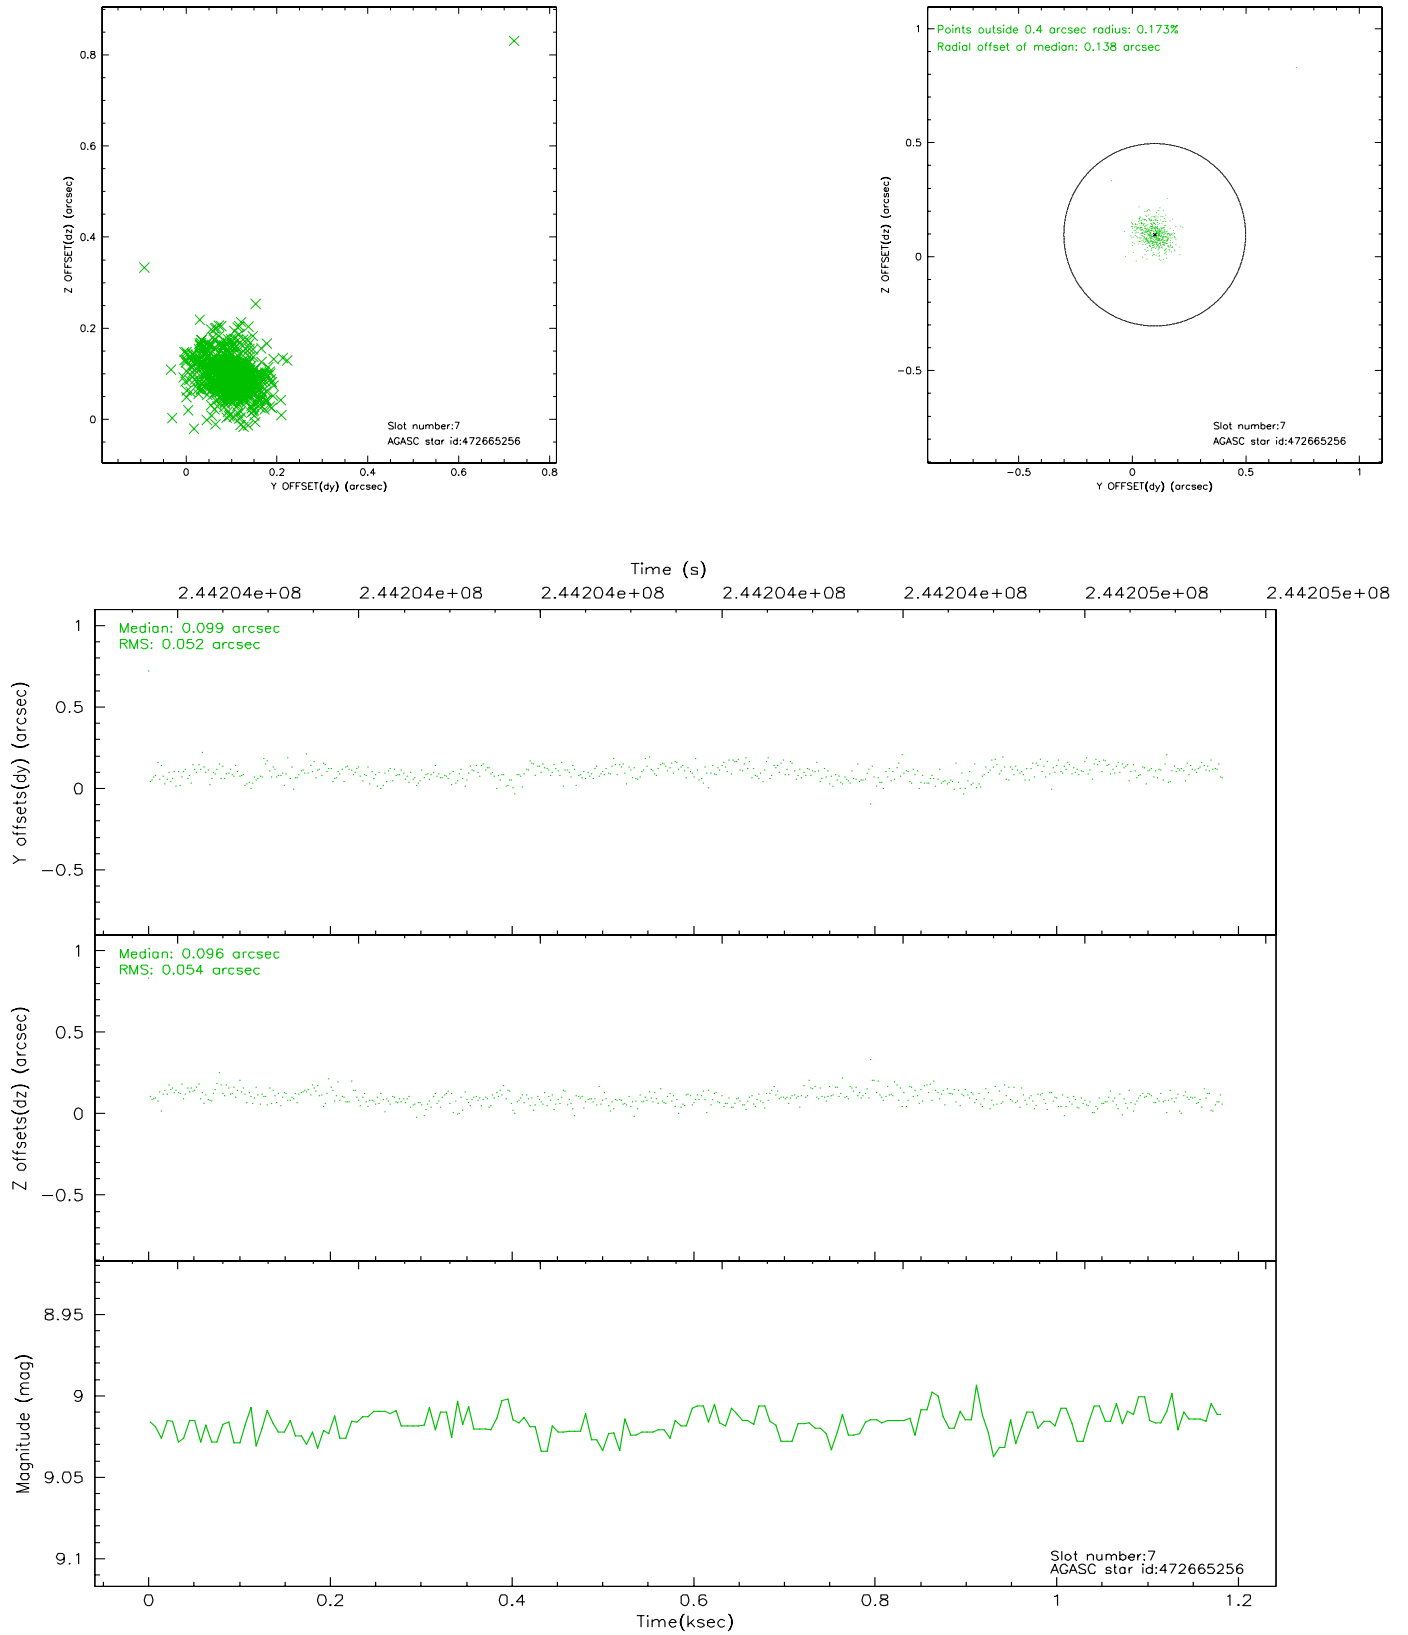 0.8
0.6
0.4
0.2
0
Z OFFSET(dz) (arcsec)
0
0.2
0.4
0.6
0.8
Y OFFSET(dy) (arcsec)
Slot number:7
AGASC star id:472665256
Points outside 0.4 arcsec radius: 0.173%
Radial offset of median: 0.138 arcsec
1
0.5
0
−0.5
Z OFFSET(dz) (arcsec)
−0.5
0
0.5
1
Y OFFSET(dy) (arcsec)
Slot number:7
AGASC star id:472665256
Time (s)
2.44204e+08 2.44204e+08 2.44204e+08 2.44204e+08 2.44204e+08 2.44205e+08 2.44205e+08
Median: 0.099 arcsec
RMS: 0.052 arcsec
1
0.5
0
−0.5
Y offsets(dy) (arcsec)
Median: 0.096 arcsec
RMS: 0.054 arcsec
1
0.5
0
−0.5
Z offsets(dz) (arcsec)
8.95
9
9.05
9.1
Magnitude (mag)
Slot number:7
AGASC star id:472665256
0 0.2 0.4 0.6 0.8 1 1.2
Time(ksec)